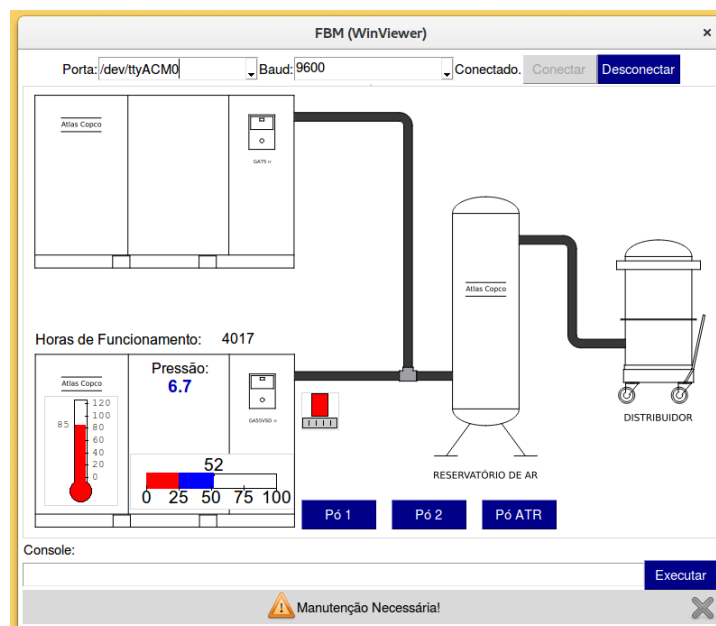 FBM (WinViewer)
Porta: /dev/ttyACM0 Baud: 9600 Conectado. Conectar Desconectar
Atlas Copco
GA75
Atlas Copco
Horas de Funcionamento: 4017
Atlas Copco
Pressão:
6.7
GA55VSD
85
120
100
80
60
40
20
0
52
0 25 50 75 100
DISTRIBUIDOR
RESERVATÓRIO DE AR
Pó 1 Pó 2 Pó ATR
Console:
Executar
Manutenção Necessária!